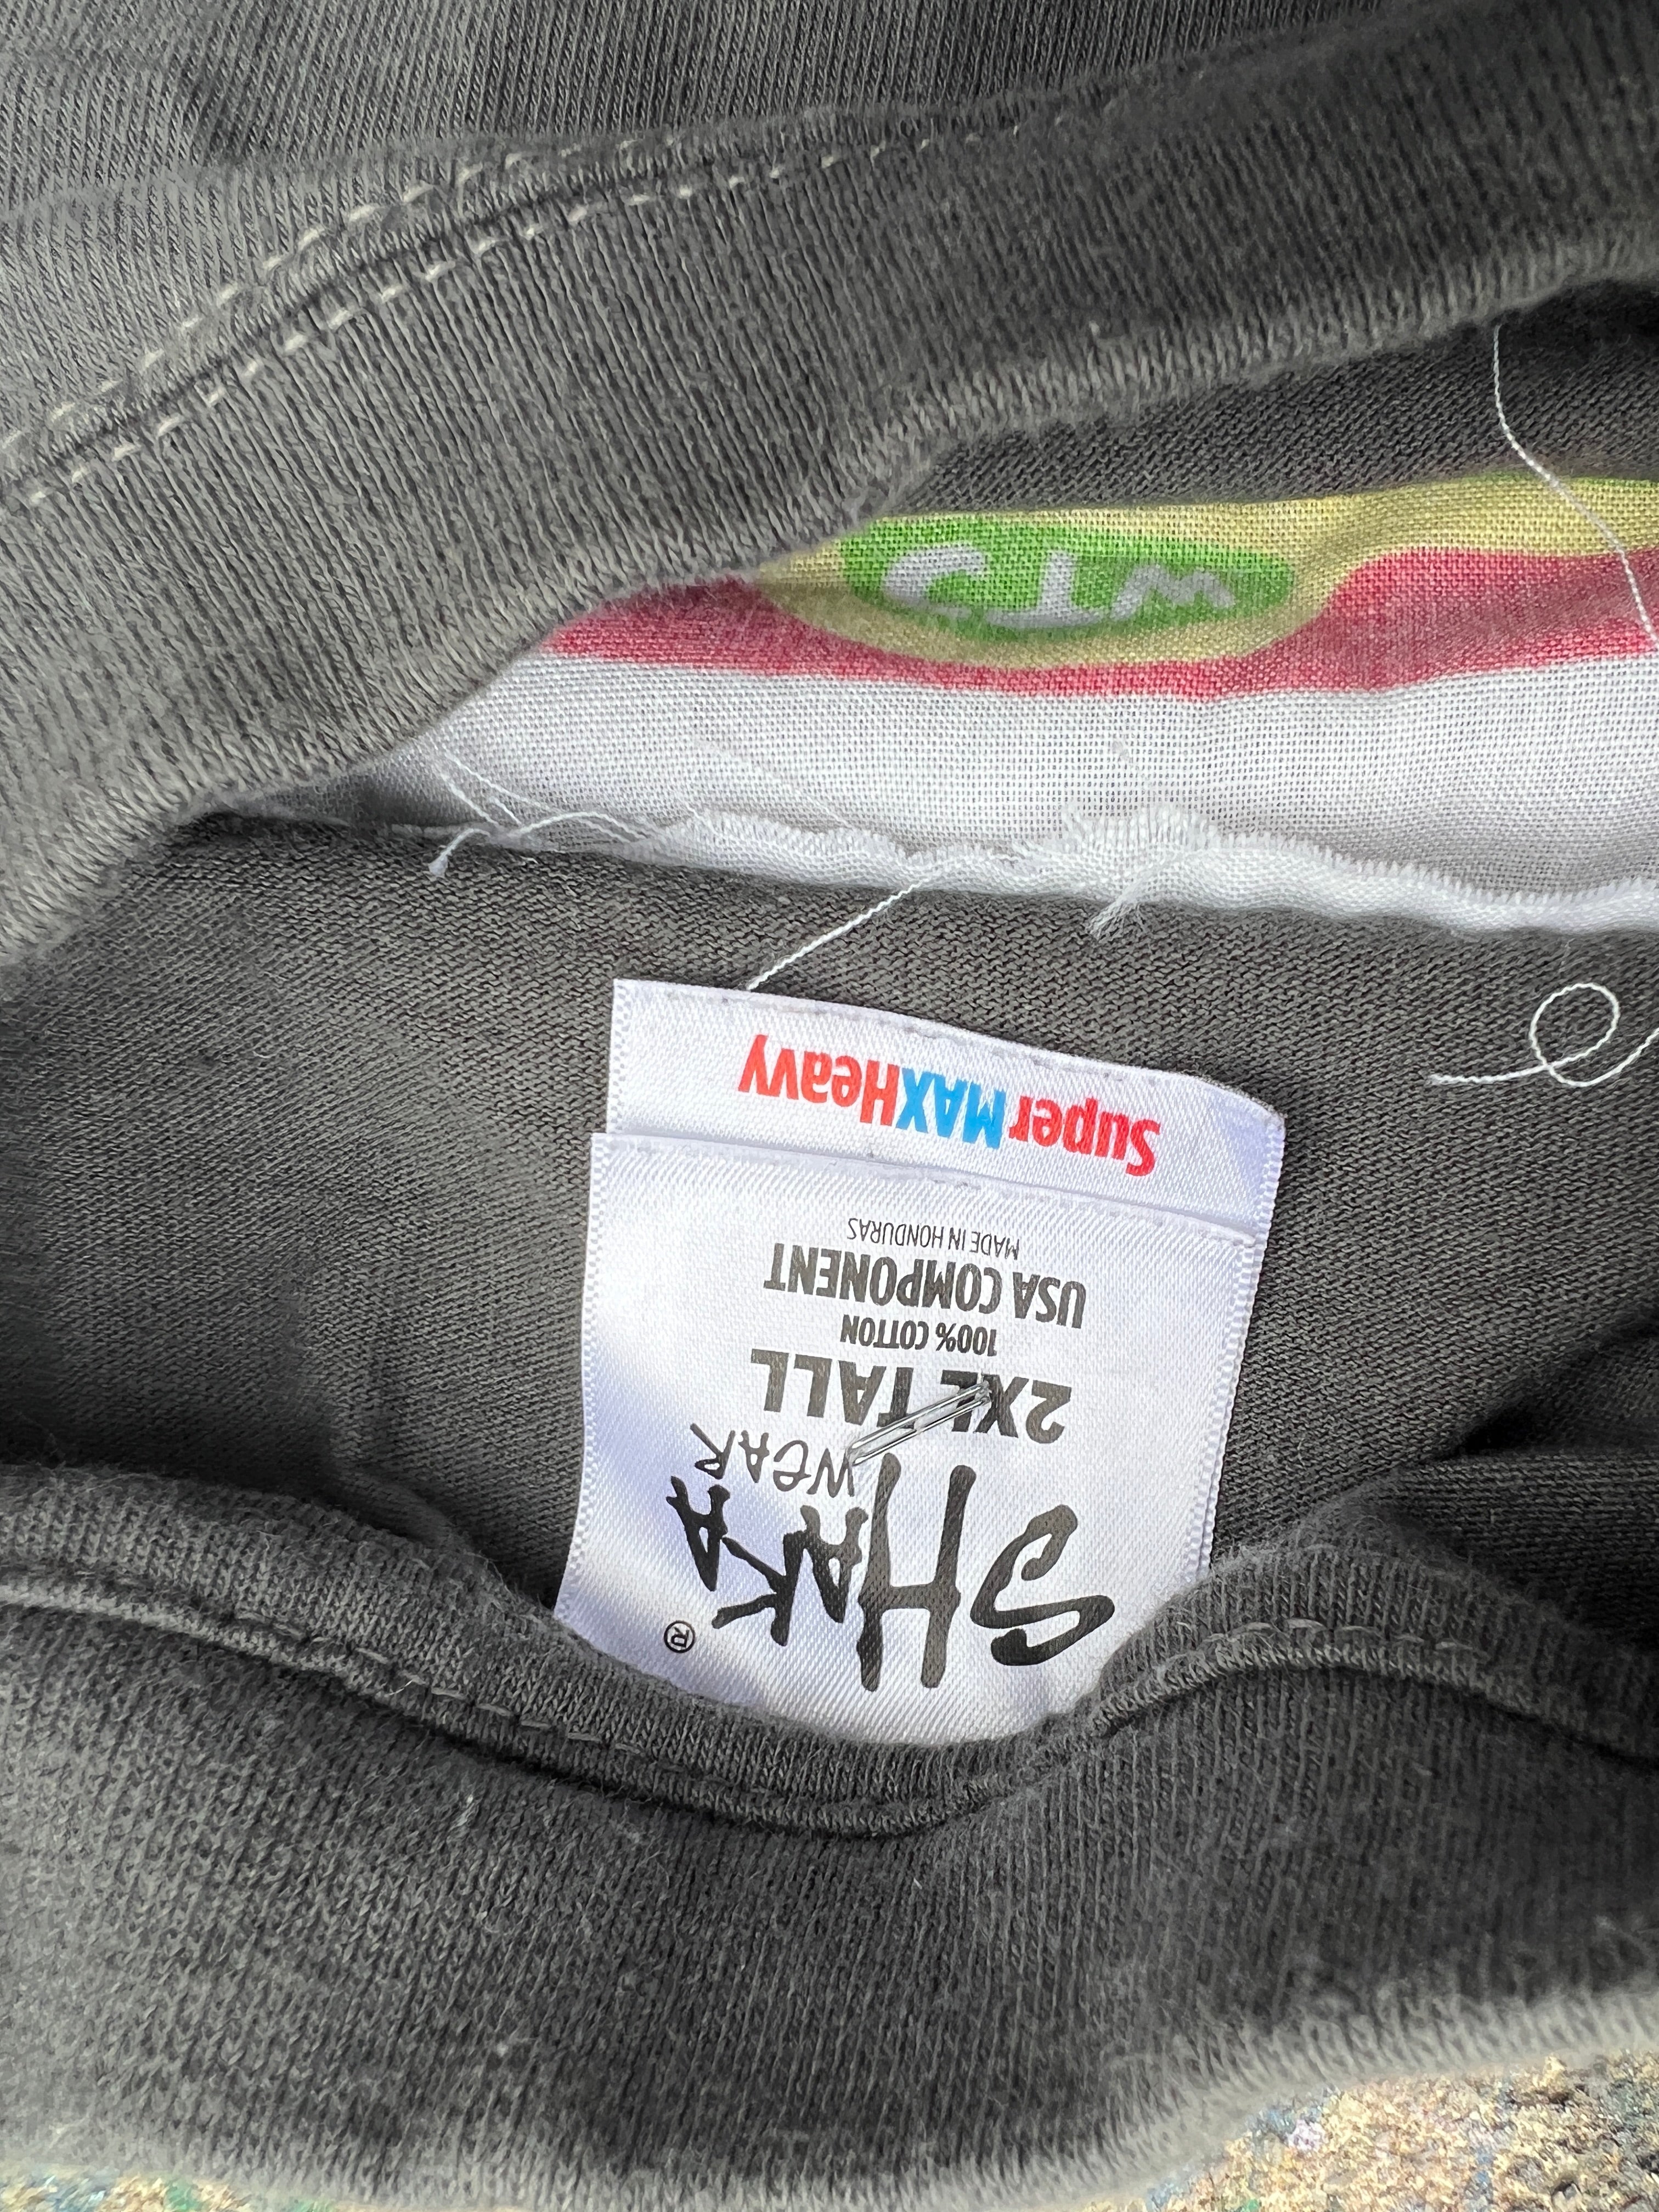 SHAKA ®
WEAR
2XL TALL
100% COTTON
USA COMPONENT
MADE IN HONDURAS
SuperMAXHeavy